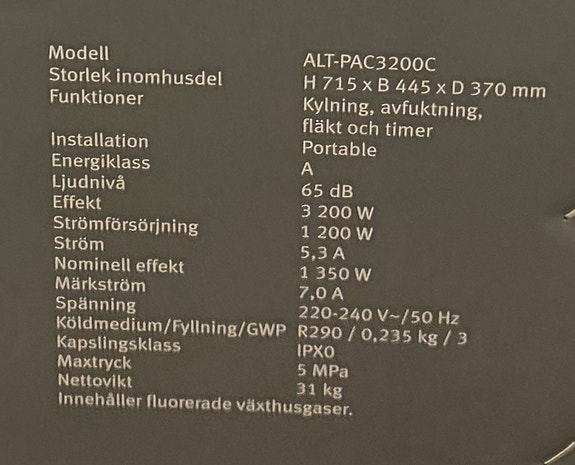 Modell ALT-PAC3200C
Storlek inomhusdel H 715 x B 445 x D 370 mm
Funktioner Kylning, avfuktning,
fläkt och timer
Installation Portable
Energiklass A
Ljudnivå 65 dB
Effekt 3 200 W
Strömförsörjning 1 200 W
Ström 5,3 A
Nominell effekt 1 350 W
Märkström 7,0 A
Spänning 220-240 V~/50 Hz
Köldmedium/Fyllning/GWP R290 / 0,235 kg / 3
Kapslingsklass IPX0
Maxtryck 5 MPa
Nettovikt 31 kg
Innehåller fluorerade växthusgaser.